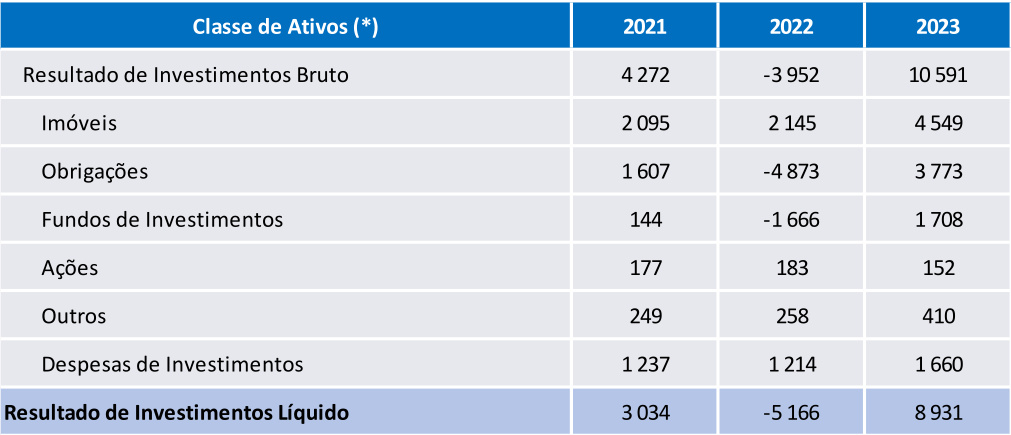 Classe de Ativos (*) 2021 2022 2023
Resultado de Investimentos Bruto 4 272 -3 952 10 591
Imóveis 2 095 2 145 4 549
Obrigações 1 607 -4 873 3 773
Fundos de Investimentos 144 -1 666 1 708
Ações 177 183 152
Outros 249 258 410
Despesas de Investimentos 1 237 1 214 1 660
Resultado de Investimentos Líquido 3 034 -5 166 8 931